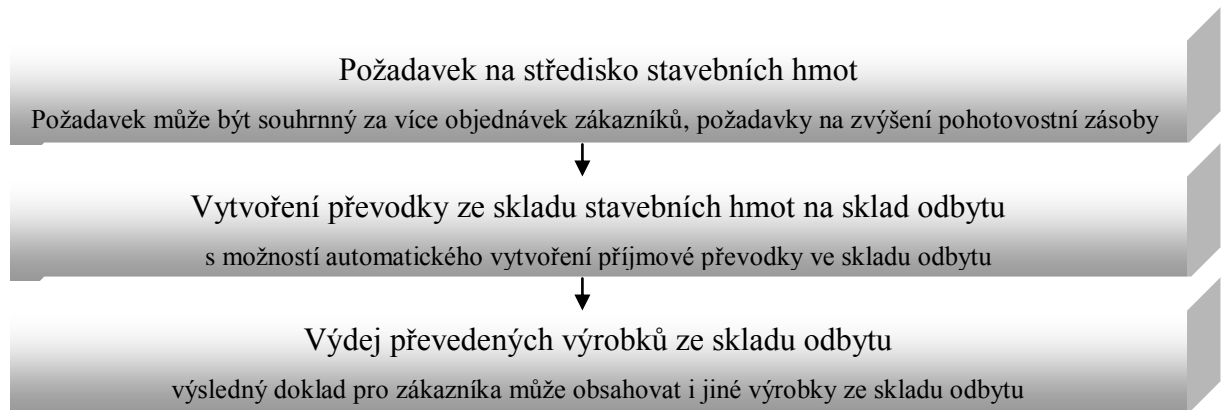 Požadavek na středisko stavebních hmot
Požadavek může být souhrnný za více objednávek zákazníků, požadavky na zvýšení pohotovostní zásoby
Vytvoření převodky ze skladu stavebních hmot na sklad odbytu
s možností automatického vytvoření příjmové převodky ve skladu odbytu
Výdej převedených výrobků ze skladu odbytu
výsledný doklad pro zákazníka může obsahovat i jiné výrobky ze skladu odbytu